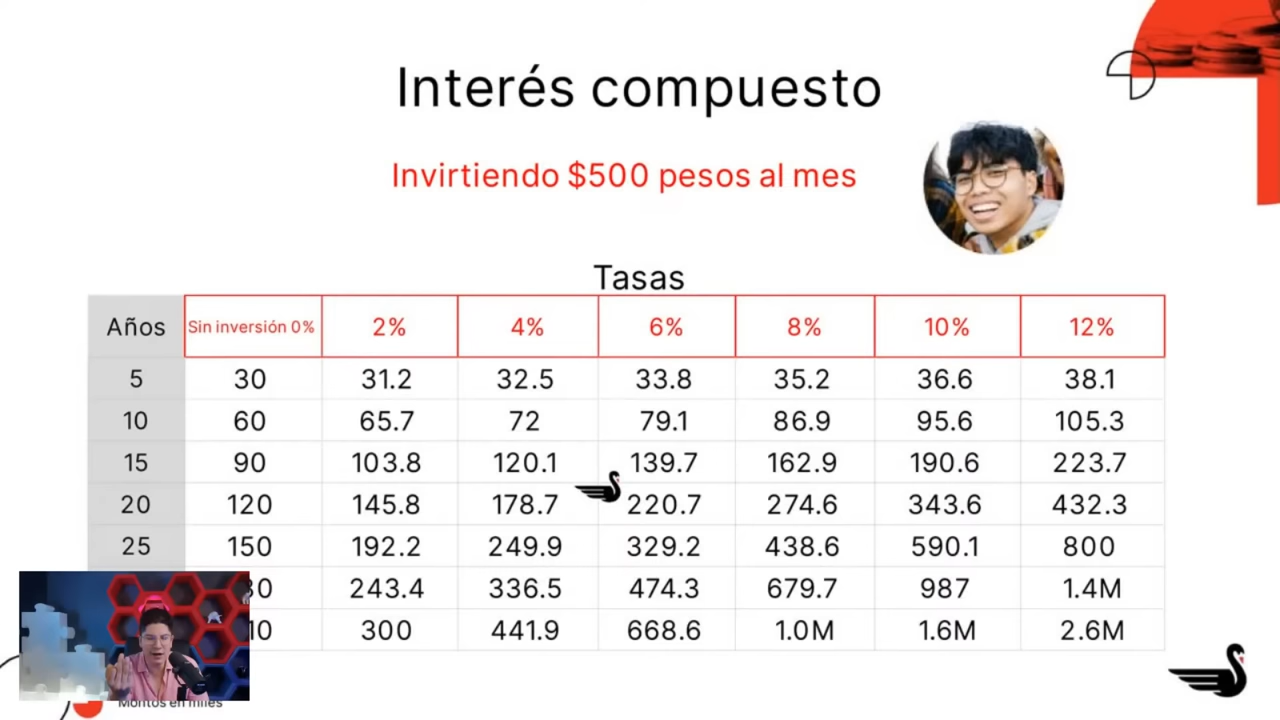 Interés compuesto
Invirtiendo $500 pesos al mes
Tasas
Años Sin inversión 0% 2% 4% 6% 8% 10% 12%
5 30 31.2 32.5 33.8 35.2 36.6 38.1
10 60 65.7 72 79.1 86.9 95.6 105.3
15 90 103.8 120.1 139.7 162.9 190.6 223.7
20 120 145.8 178.7 220.7 274.6 343.6 432.3
25 150 192.2 249.9 329.2 438.6 590.1 800
243.4 336.5 474.3 679.7 987 1.4M
300 441.9 668.6 1.0M 1.6M 2.6M
Montos en miles